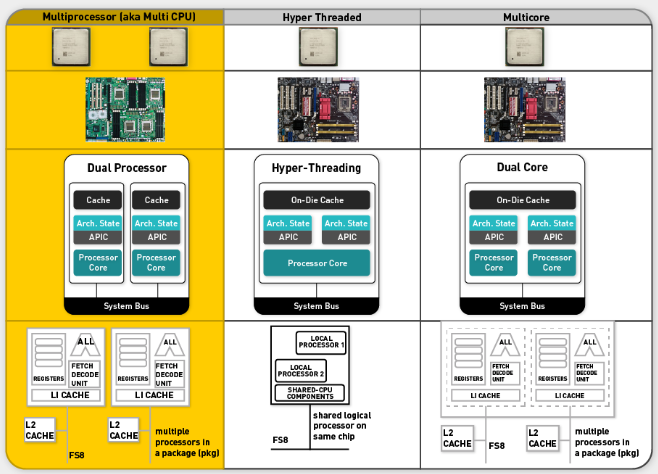 Multiprocessor (aka Multi CPU)
Hyper Threaded
Multicore
Dual Processor
Cache
Cache
Arch. State
Arch. State
APIC
APIC
Processor
Core
Processor
Core
System Bus
Hyper-Threading
On-Die Cache
Arch. State
Arch. State
APIC
APIC
Processor Core
System Bus
Dual Core
On-Die Cache
Arch. State
Arch. State
APIC
APIC
Processor
Core
Processor
Core
System Bus
ALL
REGISTERS
FETCH
DECODE
UNIT
LI CACHE
L2
CACHE
FS8
ALL
REGISTERS
FETCH
DECODE
UNIT
LI CACHE
L2
CACHE
multiple
processors in
a package (pkg)
LOCAL
PROCESSOR 1
LOCAL
PROCESSOR 2
SHARED-CPU
COMPONENTS
shared logical
processor on
same chip
FS8
ALL
REGISTERS
FETCH
DECODE
UNIT
LI CACHE
L2
CACHE
FS8
ALL
REGISTERS
FETCH
DECODE
UNIT
LI CACHE
L2
CACHE
multiple
processors in
a package (pkg)